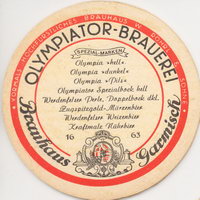 VORMALS
OLYMPIATOR-BRAUEREI
SPEZIAL-MARKEN
Olympia "hell"
Olympia "dunkel"
Olympia "Pils"
Olympiator Spezialbock hell
Werdenfelser Perle, Doppelbock dkl.
Zugspitzgold-Märzenbier
Werdenfelser Weizenbier
Kraftmalz Nährbier
16 63
Brauhaus Garmisch